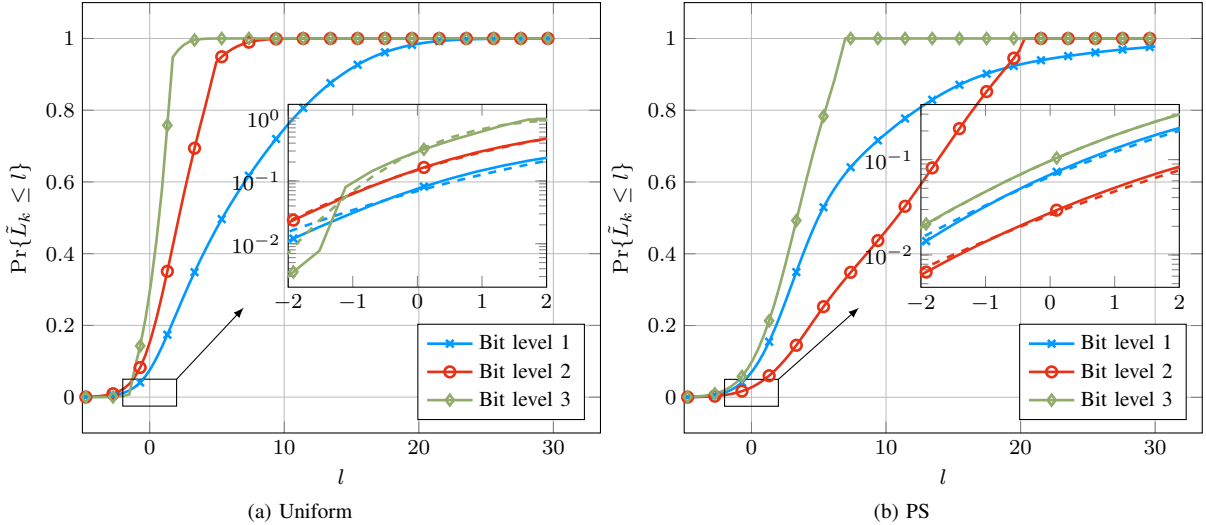 1
0.8
0.6
0.4
0.2
0
Pr{L̃_k ≤ l}
0 10 20 30
l
10^0
10^−1
10^−2
−2 −1 0 1 2
Bit level 1
Bit level 2
Bit level 3
(a) Uniform
1
0.8
0.6
0.4
0.2
0
Pr{L̃_k ≤ l}
0 10 20 30
l
10^−1
10^−2
−2 −1 0 1 2
Bit level 1
Bit level 2
Bit level 3
(b) PS